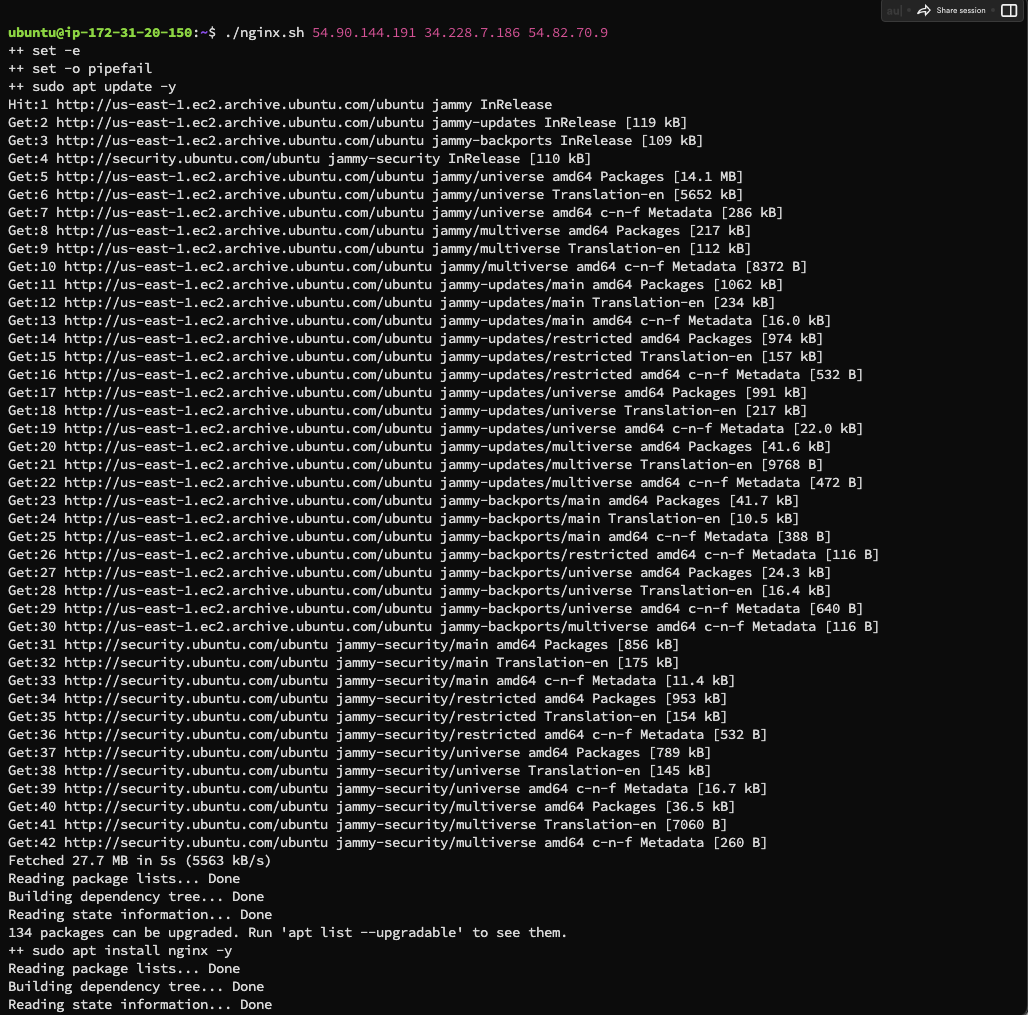 Share session
ubuntu@ip-172-31-20-150:~$ ./nginx.sh 54.90.144.191 34.228.7.186 54.82.70.9
++ set -e
++ set -o pipefail
++ sudo apt update -y
Hit:1 http://us-east-1.ec2.archive.ubuntu.com/ubuntu jammy InRelease
Get:2 http://us-east-1.ec2.archive.ubuntu.com/ubuntu jammy-updates InRelease [119 kB]
Get:3 http://us-east-1.ec2.archive.ubuntu.com/ubuntu jammy-backports InRelease [109 kB]
Get:4 http://security.ubuntu.com/ubuntu jammy-security InRelease [110 kB]
Get:5 http://us-east-1.ec2.archive.ubuntu.com/ubuntu jammy/universe amd64 Packages [14.1 MB]
Get:6 http://us-east-1.ec2.archive.ubuntu.com/ubuntu jammy/universe Translation-en [5652 kB]
Get:7 http://us-east-1.ec2.archive.ubuntu.com/ubuntu jammy/universe amd64 c-n-f Metadata [286 kB]
Get:8 http://us-east-1.ec2.archive.ubuntu.com/ubuntu jammy/multiverse amd64 Packages [217 kB]
Get:9 http://us-east-1.ec2.archive.ubuntu.com/ubuntu jammy/multiverse Translation-en [112 kB]
Get:10 http://us-east-1.ec2.archive.ubuntu.com/ubuntu jammy/multiverse amd64 c-n-f Metadata [8372 B]
Get:11 http://us-east-1.ec2.archive.ubuntu.com/ubuntu jammy-updates/main amd64 Packages [1062 kB]
Get:12 http://us-east-1.ec2.archive.ubuntu.com/ubuntu jammy-updates/main Translation-en [234 kB]
Get:13 http://us-east-1.ec2.archive.ubuntu.com/ubuntu jammy-updates/main amd64 c-n-f Metadata [16.0 kB]
Get:14 http://us-east-1.ec2.archive.ubuntu.com/ubuntu jammy-updates/restricted amd64 Packages [974 kB]
Get:15 http://us-east-1.ec2.archive.ubuntu.com/ubuntu jammy-updates/restricted Translation-en [157 kB]
Get:16 http://us-east-1.ec2.archive.ubuntu.com/ubuntu jammy-updates/restricted amd64 c-n-f Metadata [532 B]
Get:17 http://us-east-1.ec2.archive.ubuntu.com/ubuntu jammy-updates/universe amd64 Packages [991 kB]
Get:18 http://us-east-1.ec2.archive.ubuntu.com/ubuntu jammy-updates/universe Translation-en [217 kB]
Get:19 http://us-east-1.ec2.archive.ubuntu.com/ubuntu jammy-updates/universe amd64 c-n-f Metadata [22.0 kB]
Get:20 http://us-east-1.ec2.archive.ubuntu.com/ubuntu jammy-updates/multiverse amd64 Packages [41.6 kB]
Get:21 http://us-east-1.ec2.archive.ubuntu.com/ubuntu jammy-updates/multiverse Translation-en [9768 B]
Get:22 http://us-east-1.ec2.archive.ubuntu.com/ubuntu jammy-updates/multiverse amd64 c-n-f Metadata [472 B]
Get:23 http://us-east-1.ec2.archive.ubuntu.com/ubuntu jammy-backports/main amd64 Packages [41.7 kB]
Get:24 http://us-east-1.ec2.archive.ubuntu.com/ubuntu jammy-backports/main Translation-en [10.5 kB]
Get:25 http://us-east-1.ec2.archive.ubuntu.com/ubuntu jammy-backports/main amd64 c-n-f Metadata [388 B]
Get:26 http://us-east-1.ec2.archive.ubuntu.com/ubuntu jammy-backports/restricted amd64 c-n-f Metadata [116 B]
Get:27 http://us-east-1.ec2.archive.ubuntu.com/ubuntu jammy-backports/universe amd64 Packages [24.3 kB]
Get:28 http://us-east-1.ec2.archive.ubuntu.com/ubuntu jammy-backports/universe Translation-en [16.4 kB]
Get:29 http://us-east-1.ec2.archive.ubuntu.com/ubuntu jammy-backports/universe amd64 c-n-f Metadata [640 B]
Get:30 http://us-east-1.ec2.archive.ubuntu.com/ubuntu jammy-backports/multiverse amd64 c-n-f Metadata [116 B]
Get:31 http://security.ubuntu.com/ubuntu jammy-security/main amd64 Packages [856 kB]
Get:32 http://security.ubuntu.com/ubuntu jammy-security/main Translation-en [175 kB]
Get:33 http://security.ubuntu.com/ubuntu jammy-security/main amd64 c-n-f Metadata [11.4 kB]
Get:34 http://security.ubuntu.com/ubuntu jammy-security/restricted amd64 Packages [953 kB]
Get:35 http://security.ubuntu.com/ubuntu jammy-security/restricted Translation-en [154 kB]
Get:36 http://security.ubuntu.com/ubuntu jammy-security/restricted amd64 c-n-f Metadata [532 B]
Get:37 http://security.ubuntu.com/ubuntu jammy-security/universe amd64 Packages [789 kB]
Get:38 http://security.ubuntu.com/ubuntu jammy-security/universe Translation-en [145 kB]
Get:39 http://security.ubuntu.com/ubuntu jammy-security/universe amd64 c-n-f Metadata [16.7 kB]
Get:40 http://security.ubuntu.com/ubuntu jammy-security/multiverse amd64 Packages [36.5 kB]
Get:41 http://security.ubuntu.com/ubuntu jammy-security/multiverse Translation-en [7060 B]
Get:42 http://security.ubuntu.com/ubuntu jammy-security/multiverse amd64 c-n-f Metadata [260 B]
Fetched 27.7 MB in 5s (5563 kB/s)
Reading package lists... Done
Building dependency tree... Done
Reading state information... Done
134 packages can be upgraded. Run 'apt list --upgradable' to see them.
++ sudo apt install nginx -y
Reading package lists... Done
Building dependency tree... Done
Reading state information... Done